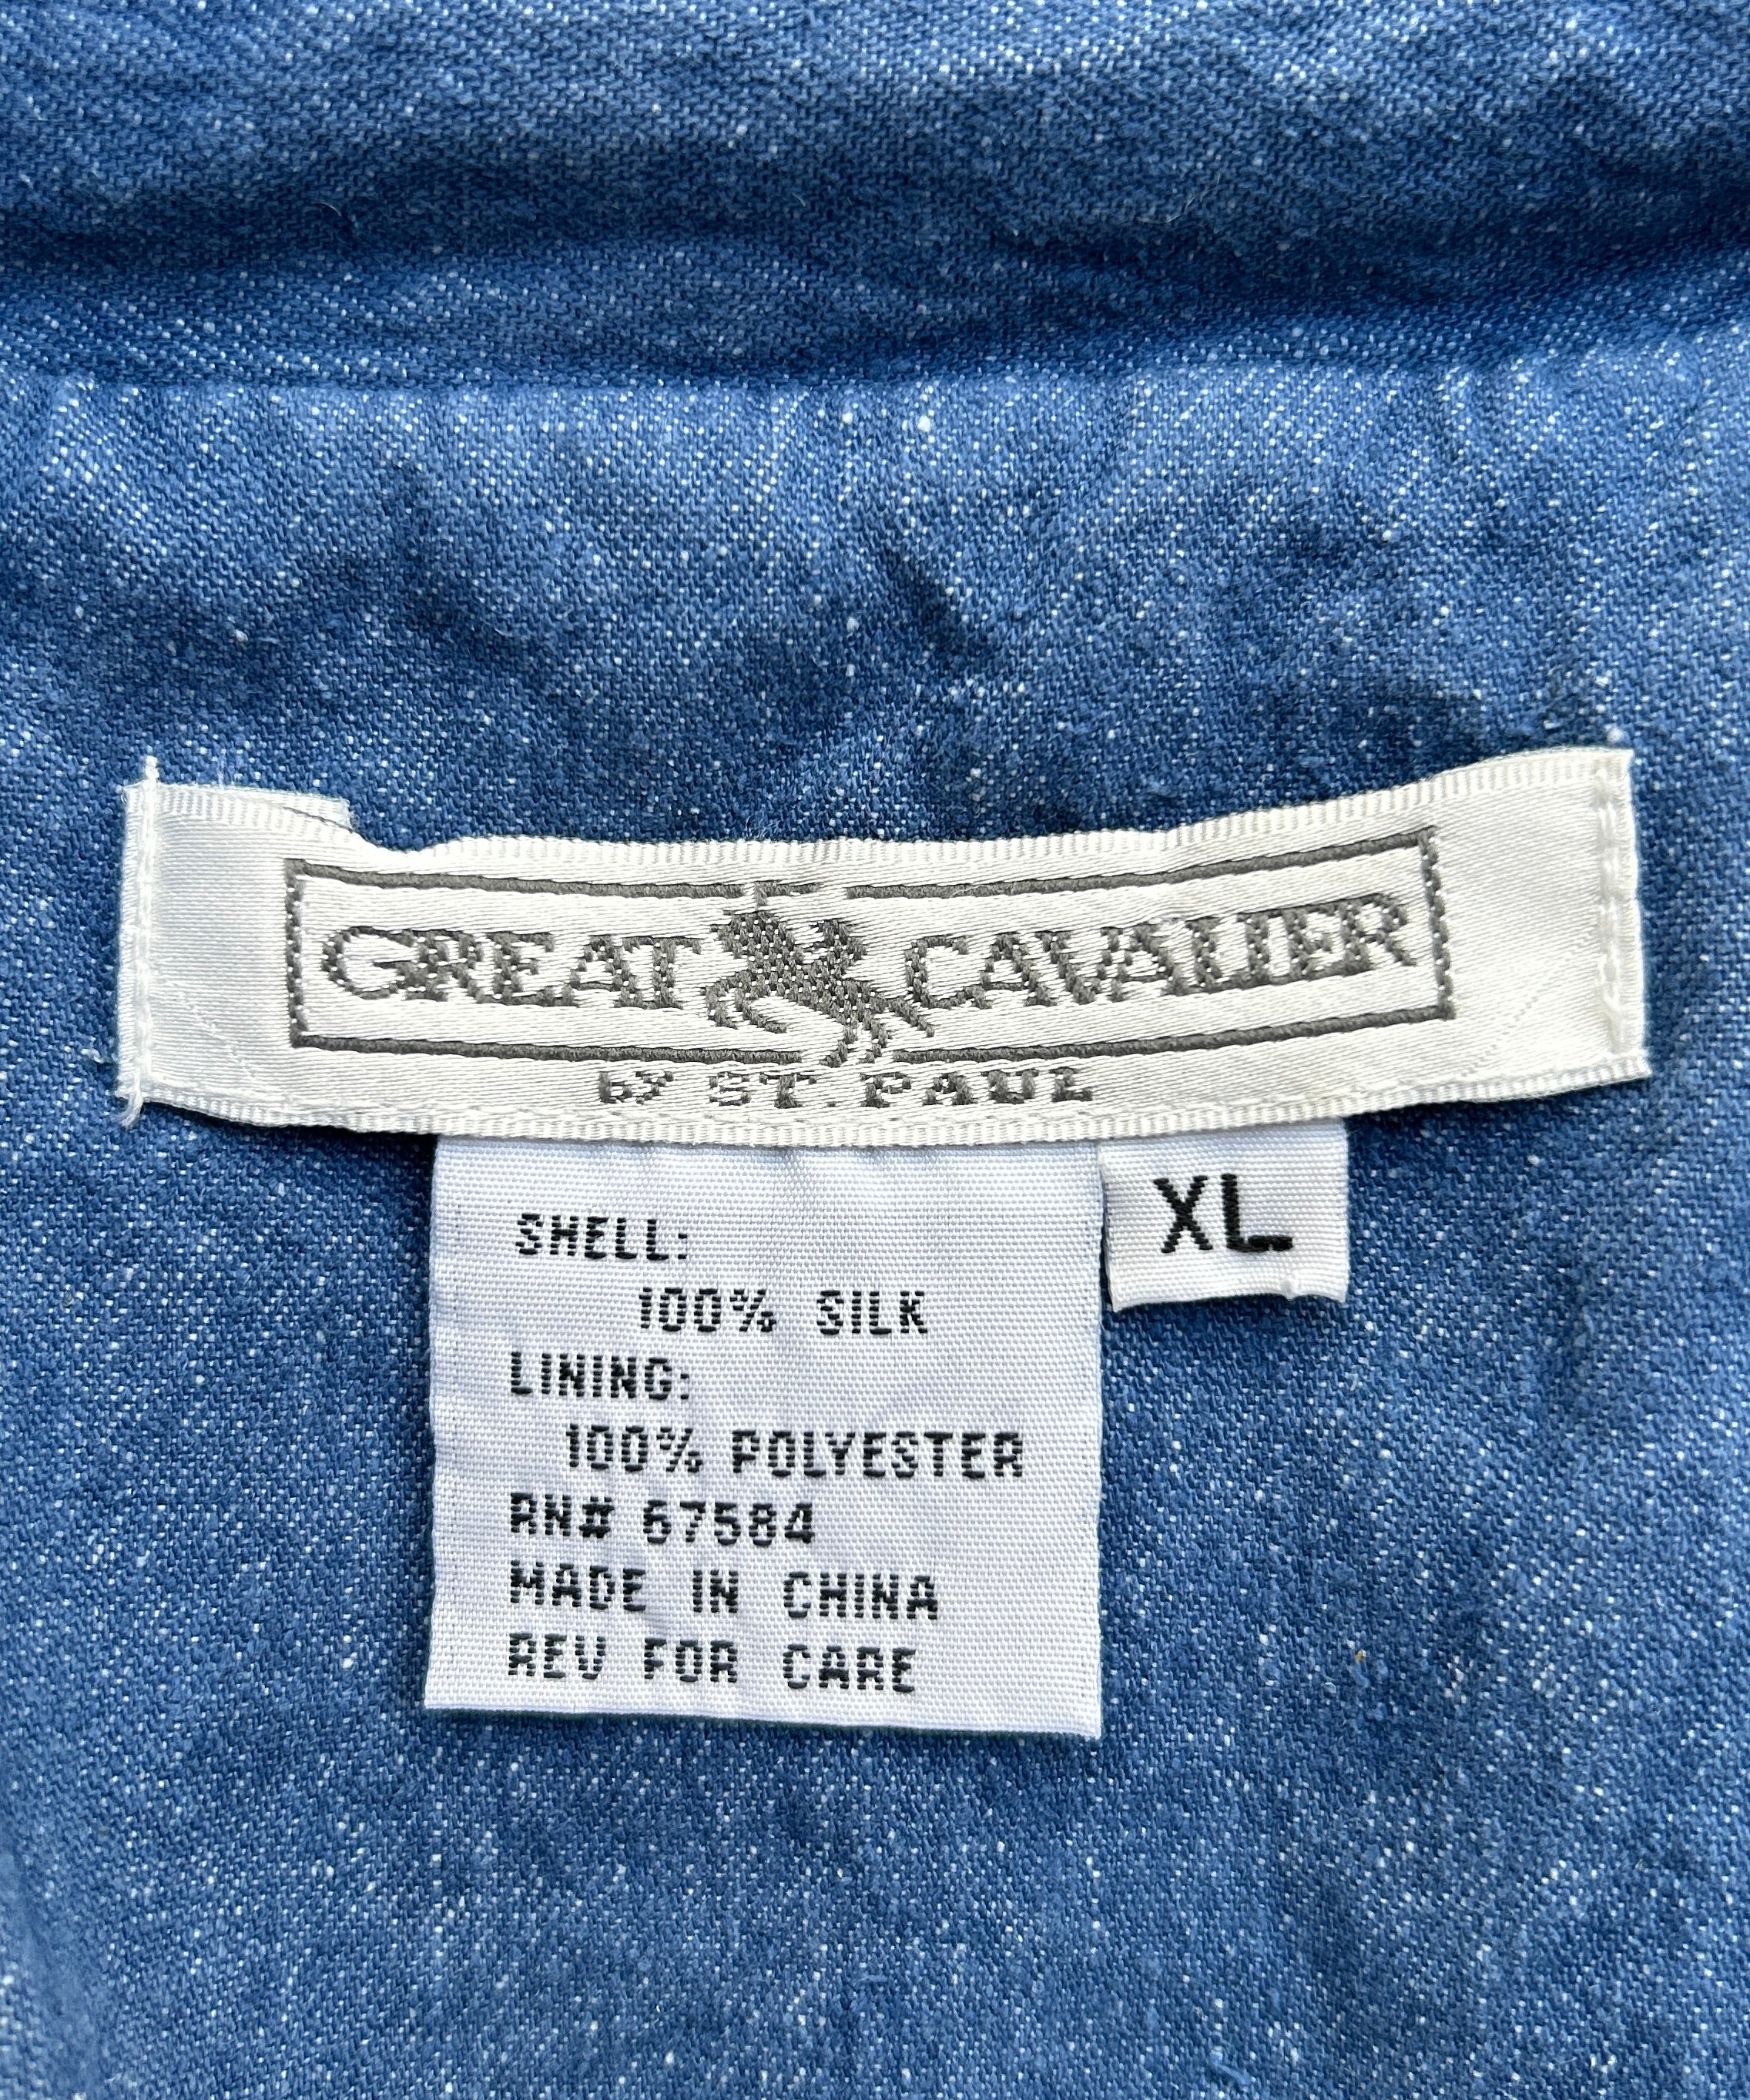 GREAT CAVALIER
by ST. PAUL
XL
SHELL:
100% SILK
LINING:
100% POLYESTER
RN# 67584
MADE IN CHINA
REV FOR CARE